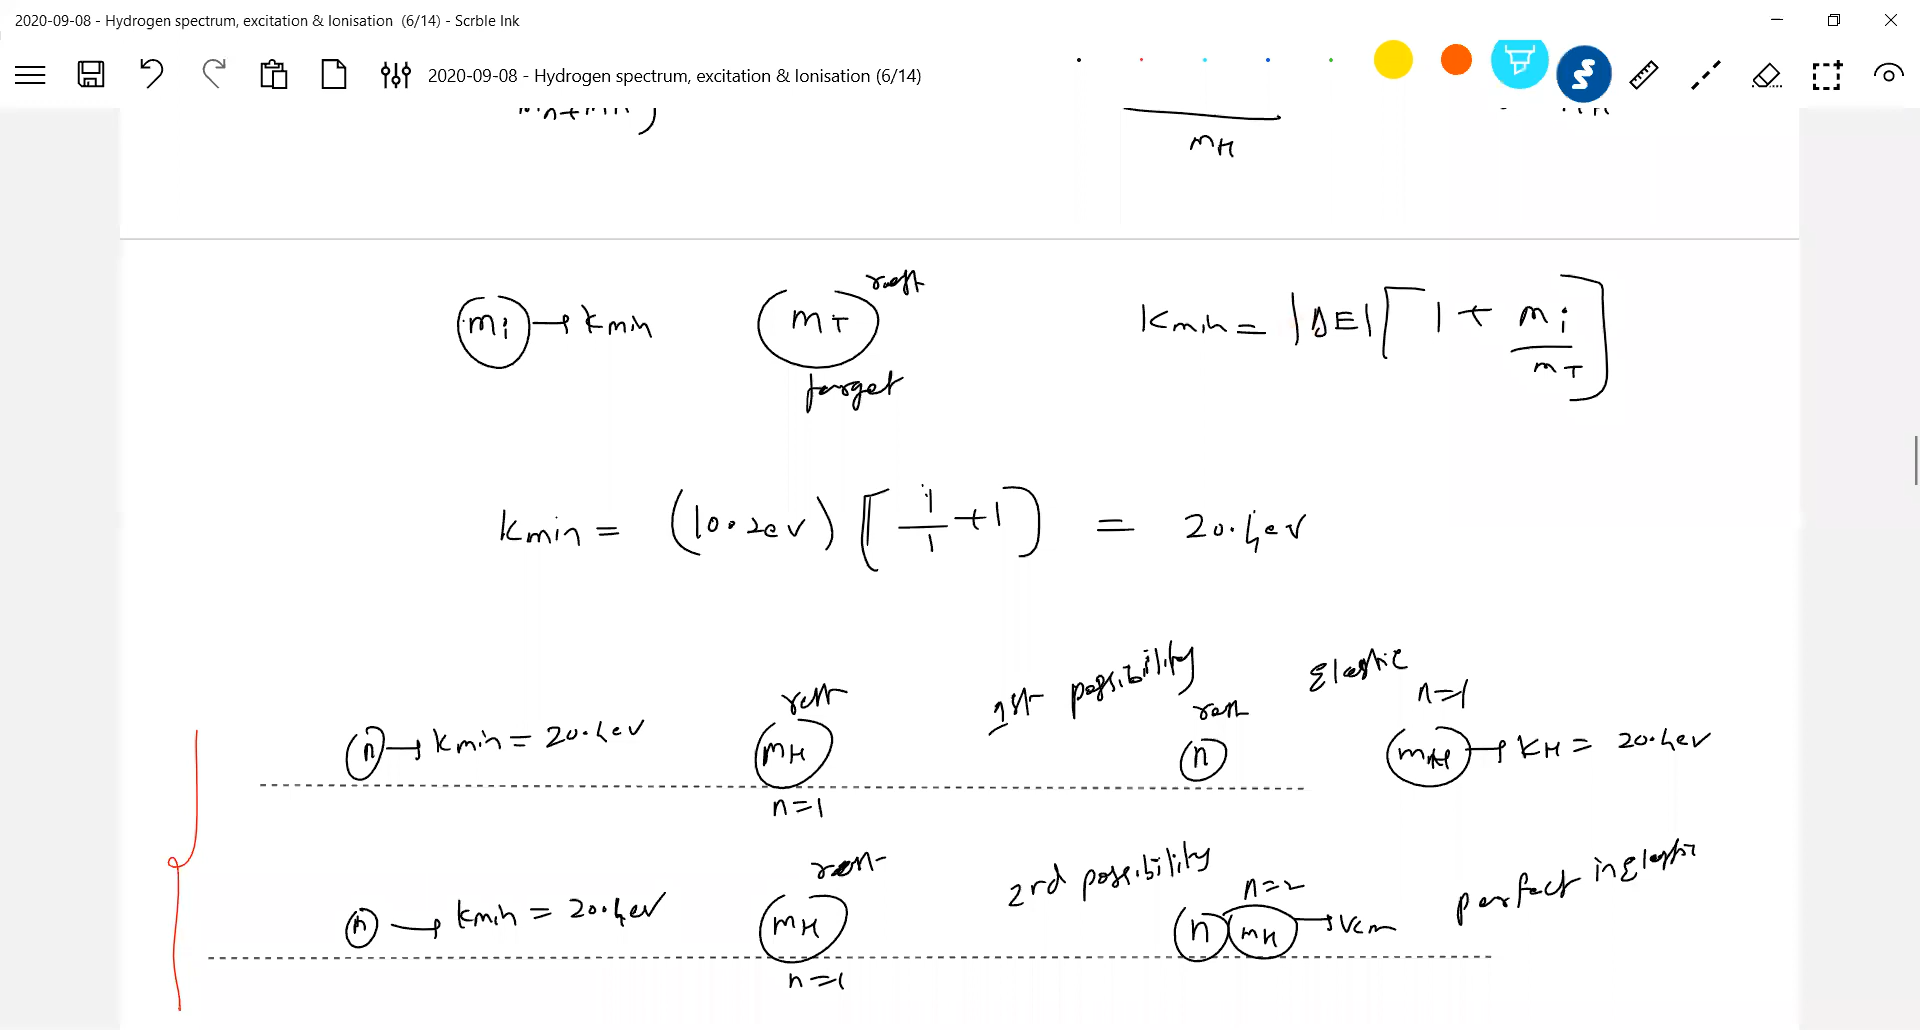 2020-09-08 - Hydrogen spectrum, excitation & Ionisation (6/14) - Scrble Ink
2020-09-08 - Hydrogen spectrum, excitation & Ionisation (6/14)
mH
mi → kmin
mT
rest
target
Kmin = |ΔE| [1 + mi/mT]
Kmin = (10.2eV) [1/1 + 1] = 20.4eV
1st possibility
Elastic
n → Kmin = 20.4eV
rest
mH
n=1
rest
n
n=1
mH → KH = 20.4eV
2rd possibility
perfect inElastic
n → Kmin = 20.4eV
rest
mH
n=1
n=2
n mH → Vcm